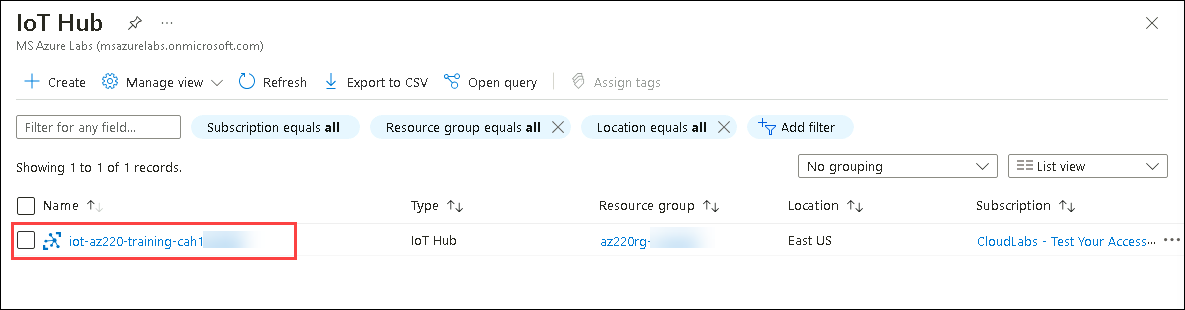 IoT Hub
MS Azure Labs (msazurelabs.onmicrosoft.com)
Create Manage view Refresh Export to CSV Open query Assign tags
Filter for any field... Subscription equals all Resource group equals all Location equals all Add filter
Showing 1 to 1 of 1 records. No grouping List view
Name Type Resource group Location Subscription
iot-az220-training-cah1 IoT Hub az220rg- East US CloudLabs - Test Your Access...